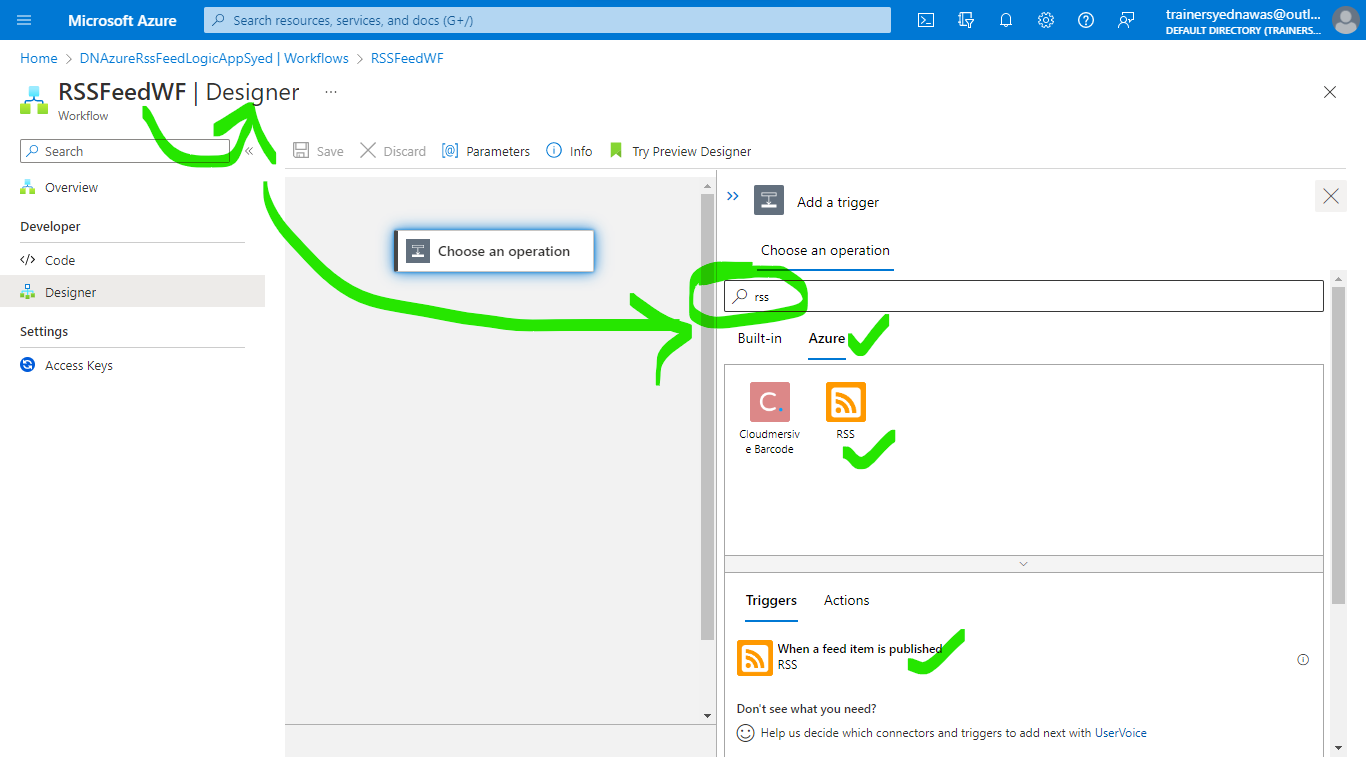 Microsoft Azure
Search resources, services, and docs (G+/)
trainersyednawas@outl...
DEFAULT DIRECTORY (TRAINERS...
Home > DNAzureRssFeedLogicAppSyed | Workflows > RSSFeedWF
RSSFeedWF | Designer ...
Workflow
Search
«
Overview
Developer
</> Code
Designer
Settings
Access Keys
Save
Discard
[@] Parameters
Info
Try Preview Designer
Choose an operation
Add a trigger
Choose an operation
rss
Built-in
Azure
C.
Cloudmersiv
e Barcode
RSS
Triggers
Actions
When a feed item is published
RSS
Don't see what you need?
Help us decide which connectors and triggers to add next with UserVoice